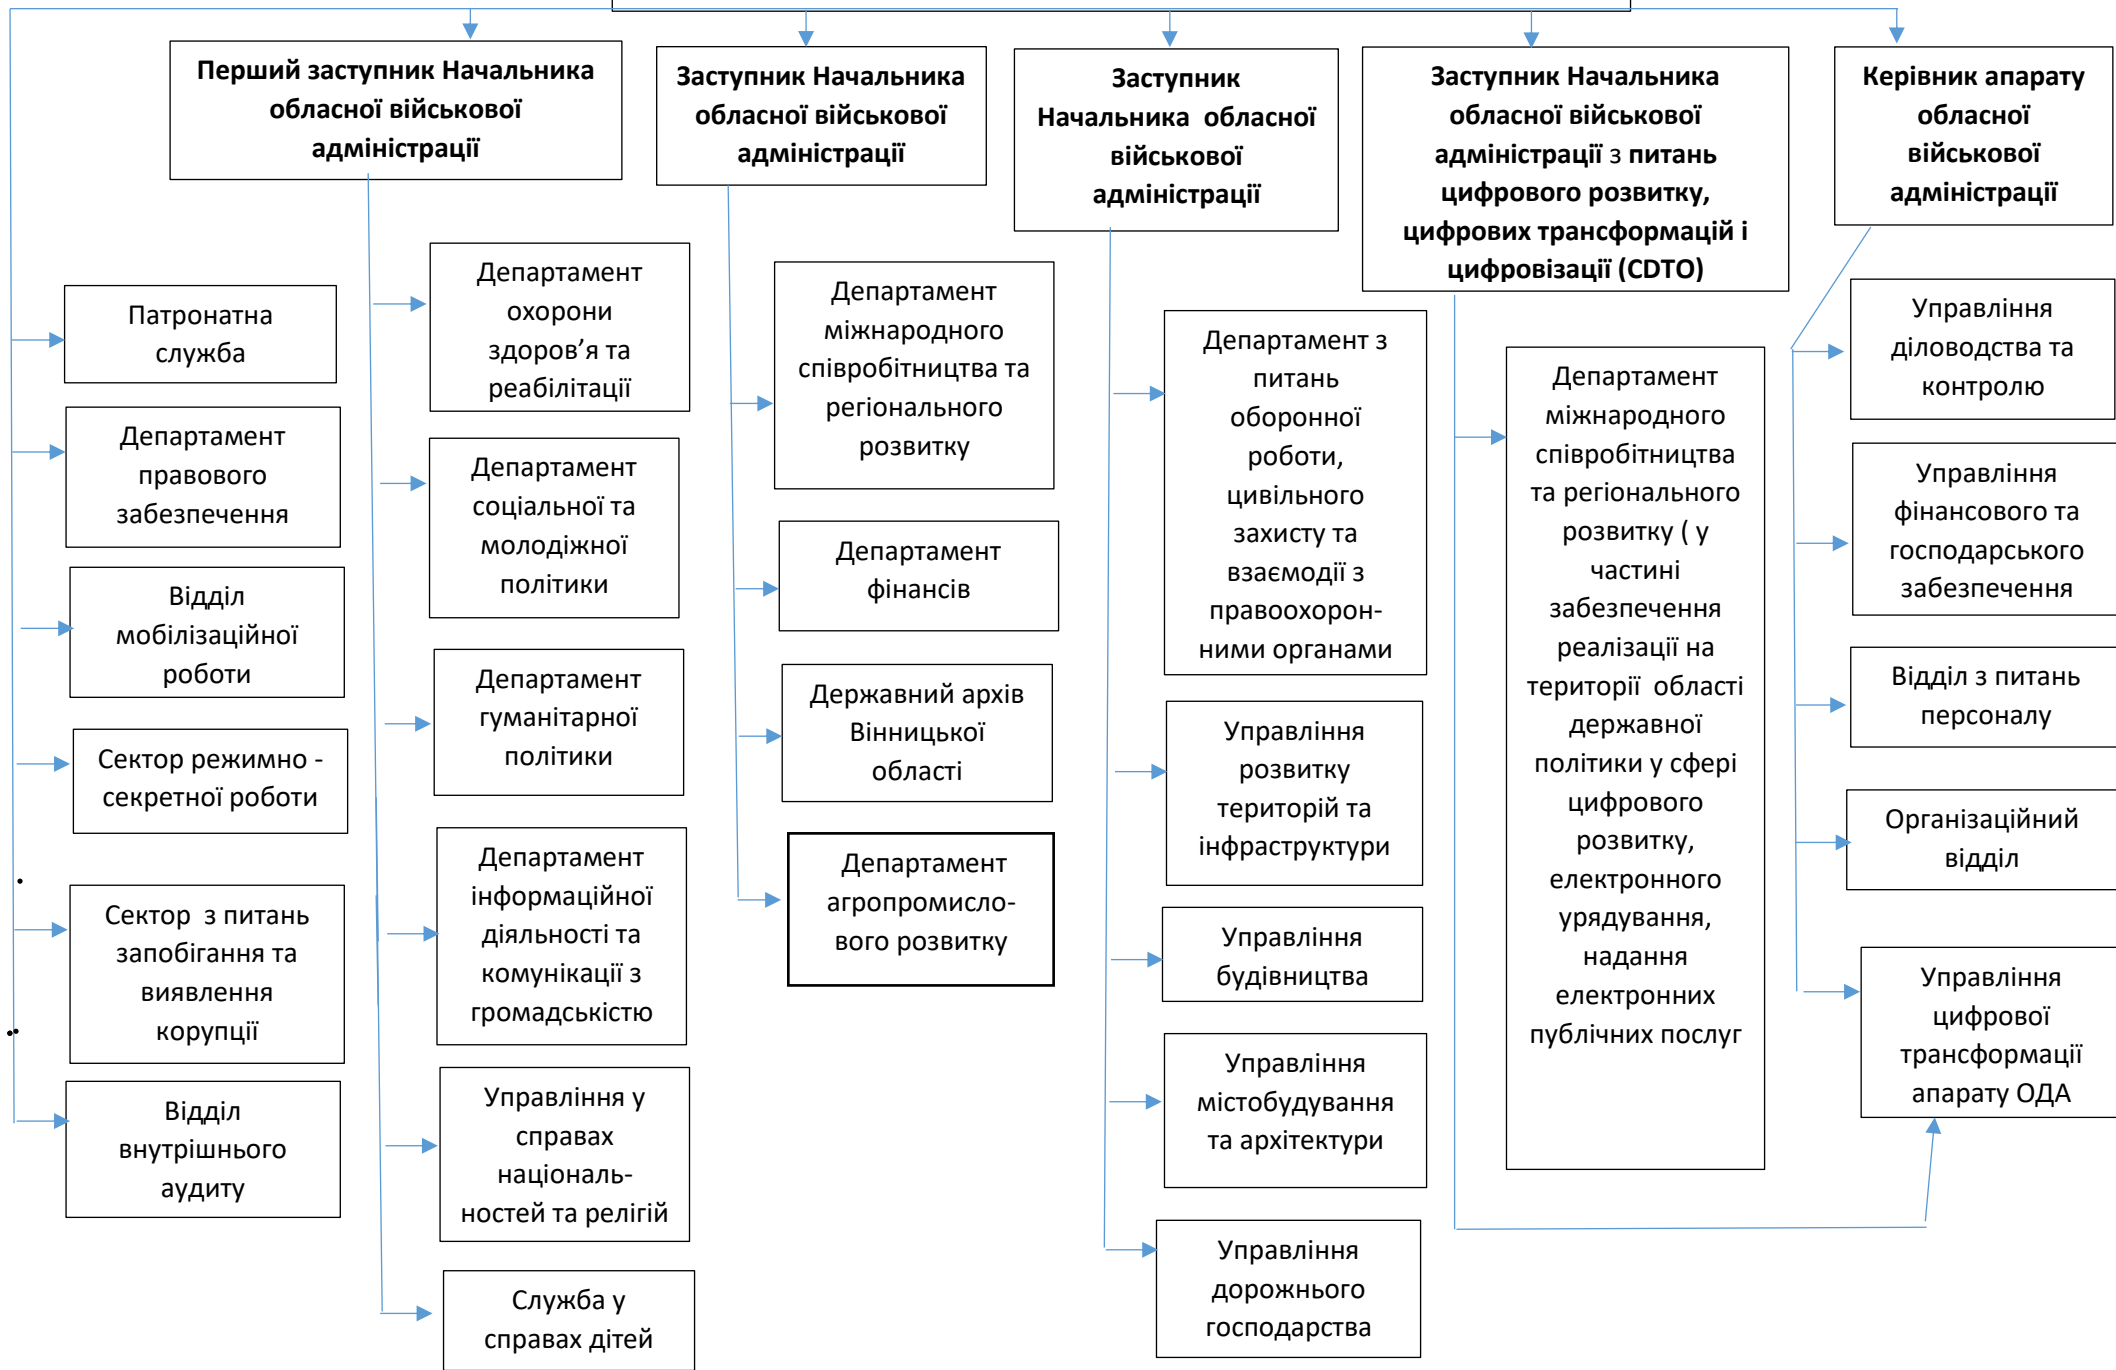 Перший заступник Начальника
обласної військової
адміністрації
Заступник Начальника
обласної військової
адміністрації
Заступник
Начальника  обласної
військової
адміністрації
Заступник Начальника
обласної військової
адміністрації з питань
цифрового розвитку,
цифрових трансформацій і
цифровізації (CDTO)
Керівник апарату
обласної
військової
адміністрації
Патронатна
служба
Департамент
правового
забезпечення
Відділ
мобілізаційної
роботи
Сектор режимно -
секретної роботи
Сектор  з питань
запобігання та
виявлення
корупції
Відділ
внутрішнього
аудиту
Департамент
охорони
здоров’я та
реабілітації
Департамент
соціальної та
молодіжної
політики
Департамент
гуманітарної
політики
Департамент
інформаційної
діяльності та
комунікації з
громадськістю
Управління у
справах
національ-
ностей та релігій
Служба у
справах дітей
Департамент
міжнародного
співробітництва та
регіонального
розвитку
Департамент
фінансів
Державний архів
Вінницької
області
Департамент
агропромисло-
вого розвитку
Департамент з
питань
оборонної
роботи,
цивільного
захисту та
взаємодії з
правоохорон-
ними органами
Управління
розвитку
територій та
інфраструктури
Управління
будівництва
Управління
містобудування
та архітектури
Управління
дорожнього
господарства
Департамент
міжнародного
співробітництва
та регіонального
розвитку ( у
частині
забезпечення
реалізації на
території  області
державної
політики у сфері
цифрового
розвитку,
електронного
урядування,
надання
електронних
публічних послуг
Управління
діловодства та
контролю
Управління
фінансового та
господарського
забезпечення
Відділ з питань
персоналу
Організаційний
відділ
Управління
цифрової
трансформації
апарату ОДА